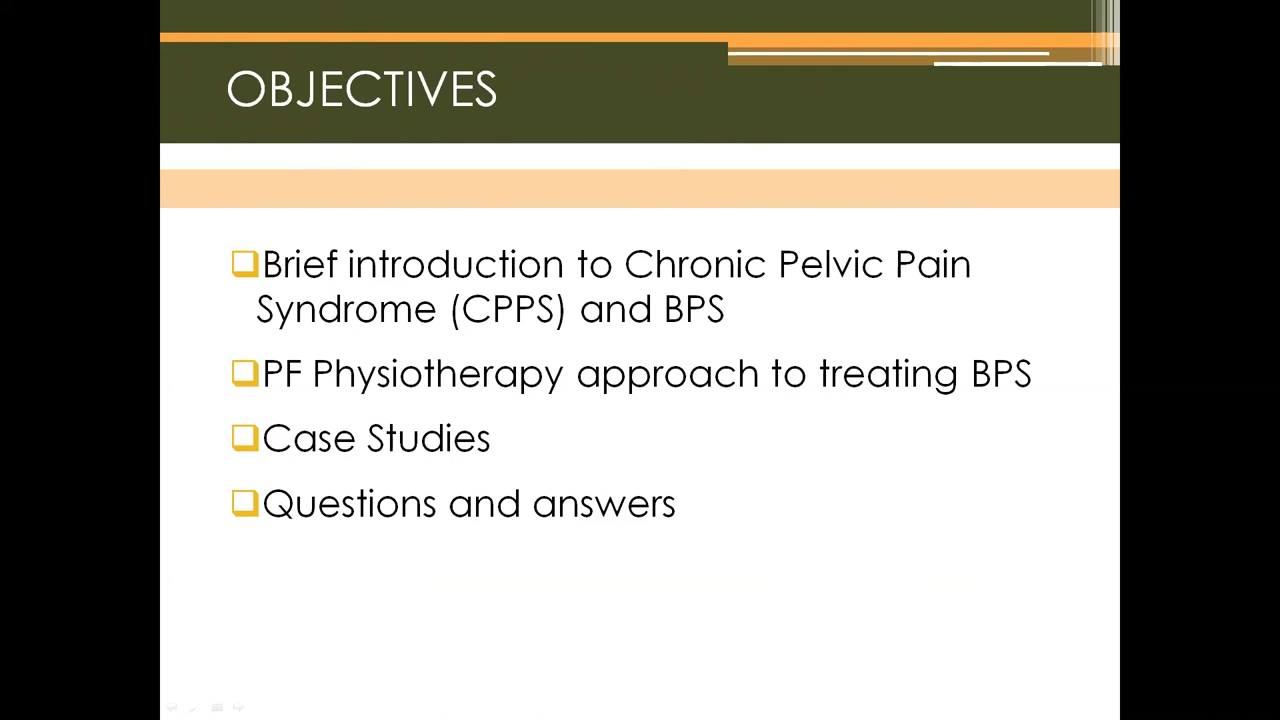 OBJECTIVES
Brief introduction to Chronic Pelvic Pain
Syndrome (CPPS) and BPS
PF Physiotherapy approach to treating BPS
Case Studies
Questions and answers